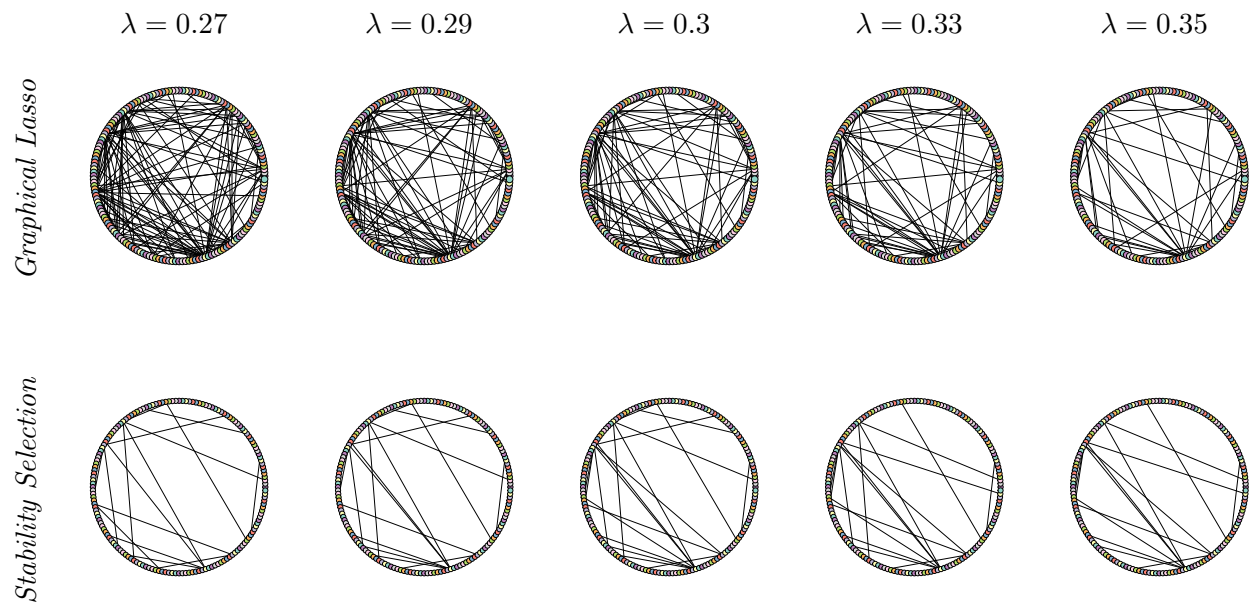 λ = 0.27 λ = 0.29 λ = 0.3 λ = 0.33 λ = 0.35
Graphical Lasso
Stability Selection